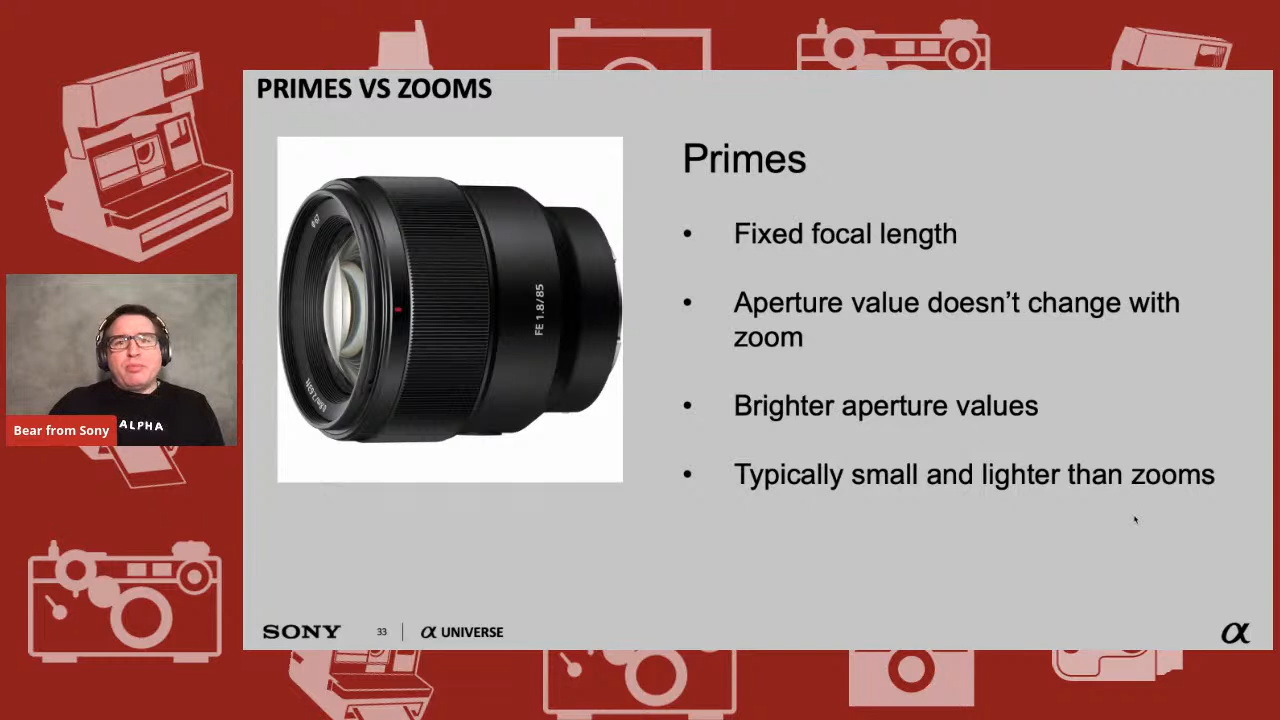 PRIMES VS ZOOMS
Primes
• Fixed focal length
• Aperture value doesn’t change with
zoom
• Brighter aperture values
• Typically small and lighter than zooms
FE 1.8/85
ALPHA
Bear from Sony
SONY 33 | α UNIVERSE
α